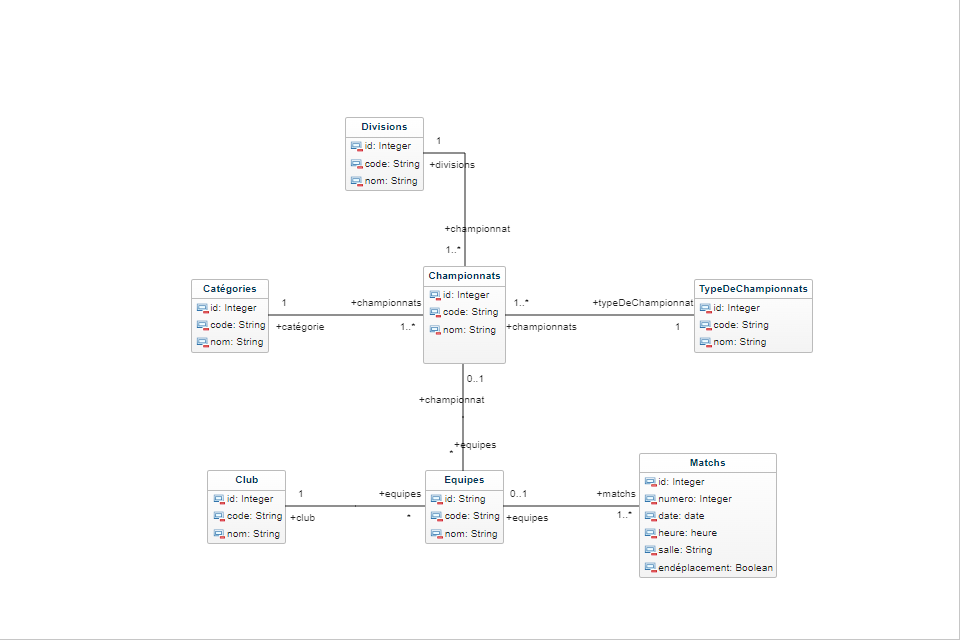 Divisions
id: Integer
code: String
nom: String
1
+divisions
+championnat
1..*
Catégories
id: Integer
code: String
nom: String
1
+championnats
+catégorie
1..*
Championnats
id: Integer
code: String
nom: String
1..*
+typeDeChampionnat
+championnats
1
TypeDeChampionnats
id: Integer
code: String
nom: String
0..1
+championnat
+equipes
*
Club
id: Integer
code: String
nom: String
1
+equipes
+club
*
Equipes
id: String
code: String
nom: String
0..1
+matchs
+equipes
1..*
Matchs
id: Integer
numero: Integer
date: date
heure: heure
salle: String
endéplacement: Boolean